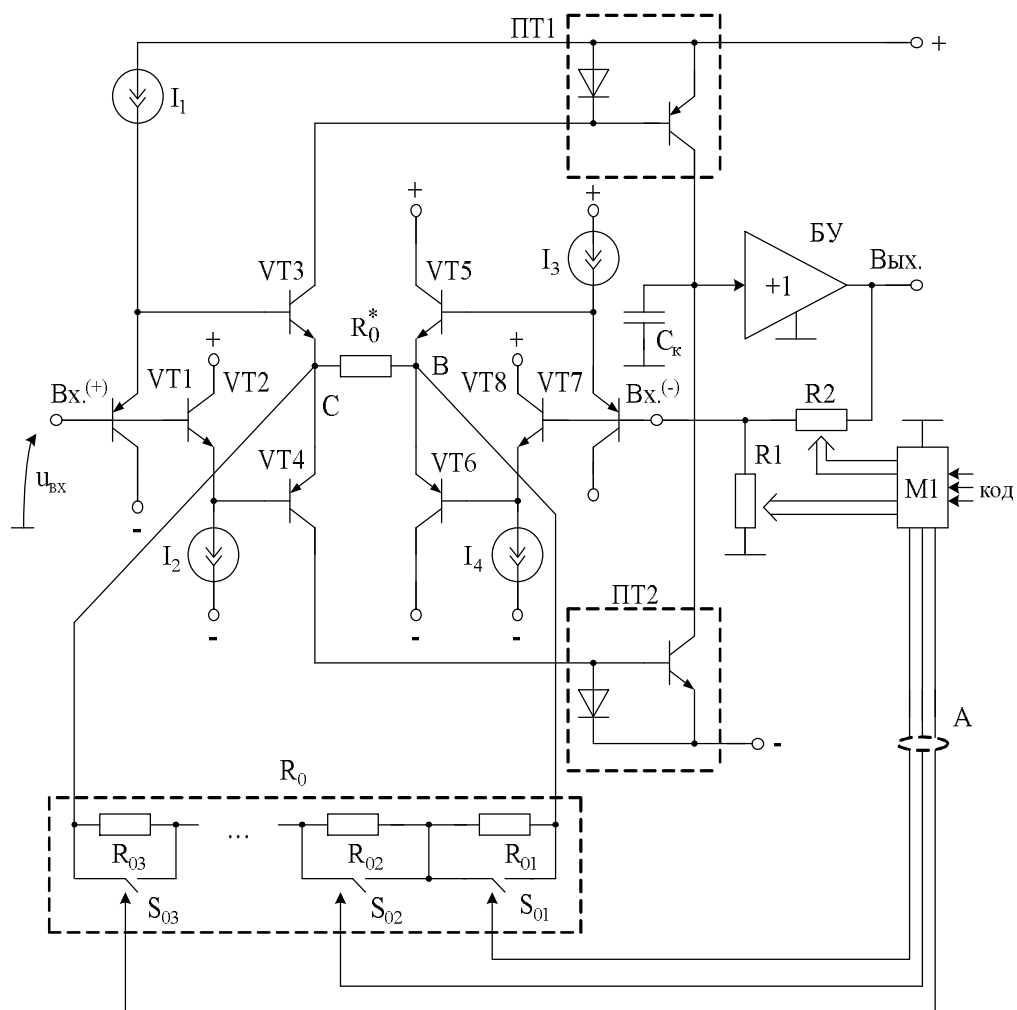 ПТ1
+
I1
+
+
БУ
VT3
VT5
I3
Вых.
+1
R0*
Cк
+
+
B
Вх.(+)
VT1
VT2
C
VT8
VT7
Вх.(-)
R2
uвх
VT4
VT6
R1
М1
код
-
I2
I4
ПТ2
-
-
-
А
-
R0
...
R03
R02
R01
S03
S02
S01